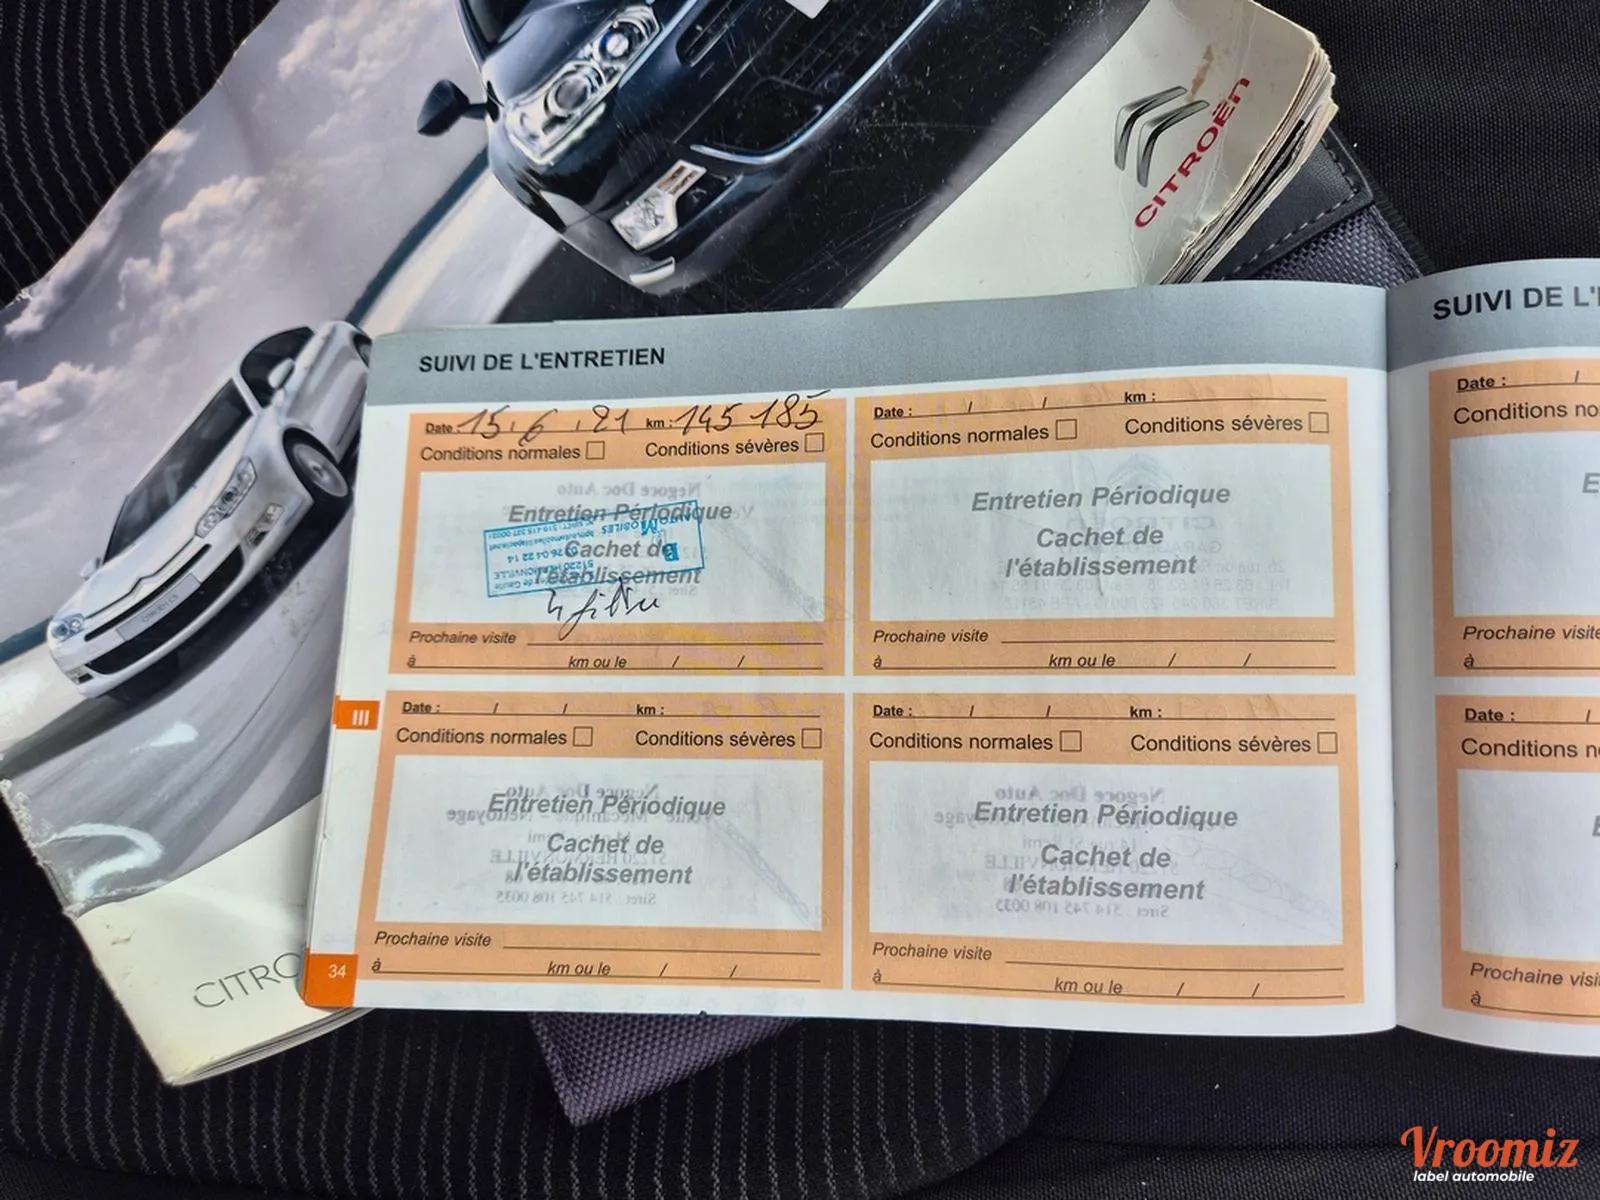 CITROËN
SUIVI DE L'ENTRETIEN
Date : 15.6.21 km : 145 185
Conditions normales Conditions sévères
Entretien Périodique
Cachet de
l'établissement
Prochaine visite
à km ou le / /
Date : / / km :
Conditions normales Conditions sévères
Entretien Périodique
Cachet de
l'établissement
Prochaine visite
à km ou le / /
III
Date : / / km :
Conditions normales Conditions sévères
Entretien Périodique
Cachet de
l'établissement
Prochaine visite
à km ou le / /
Date : / / km :
Conditions normales Conditions sévères
Entretien Périodique
Cachet de
l'établissement
Prochaine visite
à km ou le / /
34
SUIVI DE L'
Date : /
Conditions no
E
Prochaine visite
à
Date : /
Conditions n
E
Prochaine visi
à
CITRO
Vroomiz
label automobile